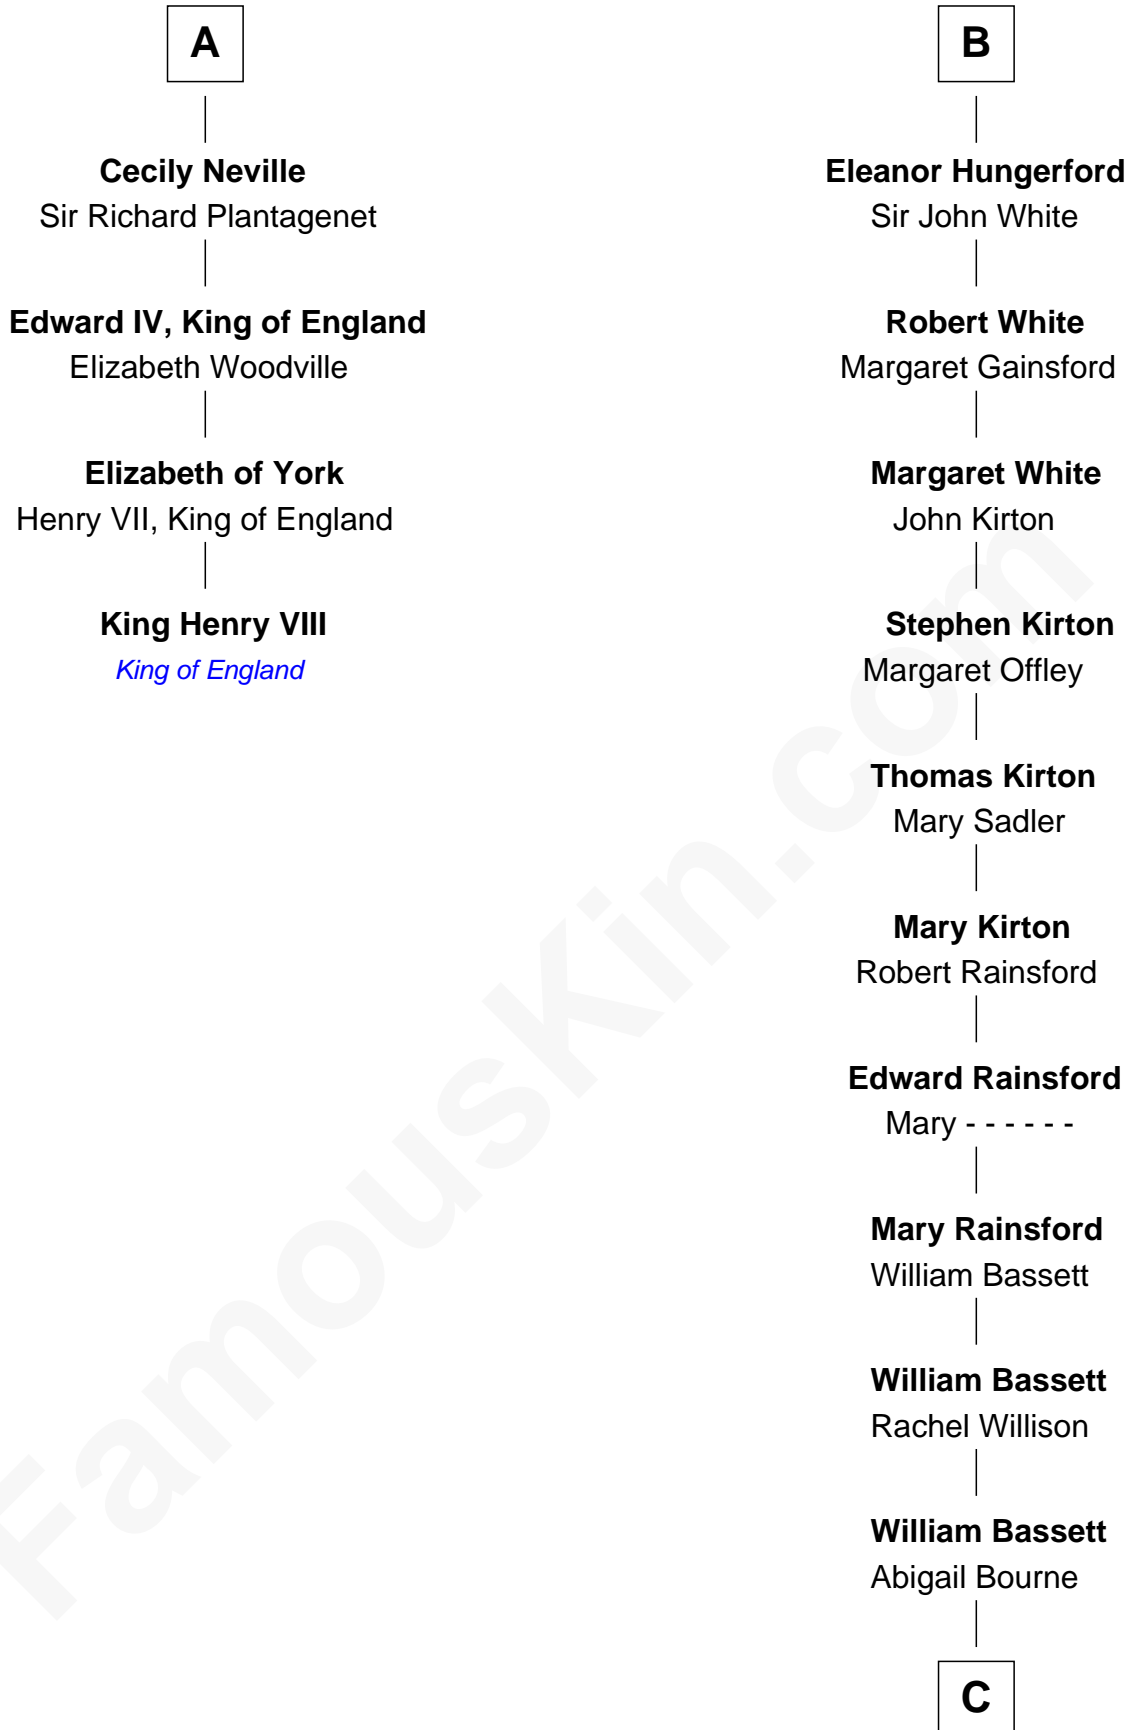 A
Cecily Neville
Sir Richard Plantagenet
Edward IV, King of England
Elizabeth Woodville
Elizabeth of York
Henry VII, King of England
King Henry VIII
King of England
B
Eleanor Hungerford
Sir John White
Robert White
Margaret Gainsford
Margaret White
John Kirton
Stephen Kirton
Margaret Offley
Thomas Kirton
Mary Sadler
Mary Kirton
Robert Rainsford
Edward Rainsford
Mary - - - - - -
Mary Rainsford
William Bassett
William Bassett
Rachel Willison
William Bassett
Abigail Bourne
C
FamousKin.com